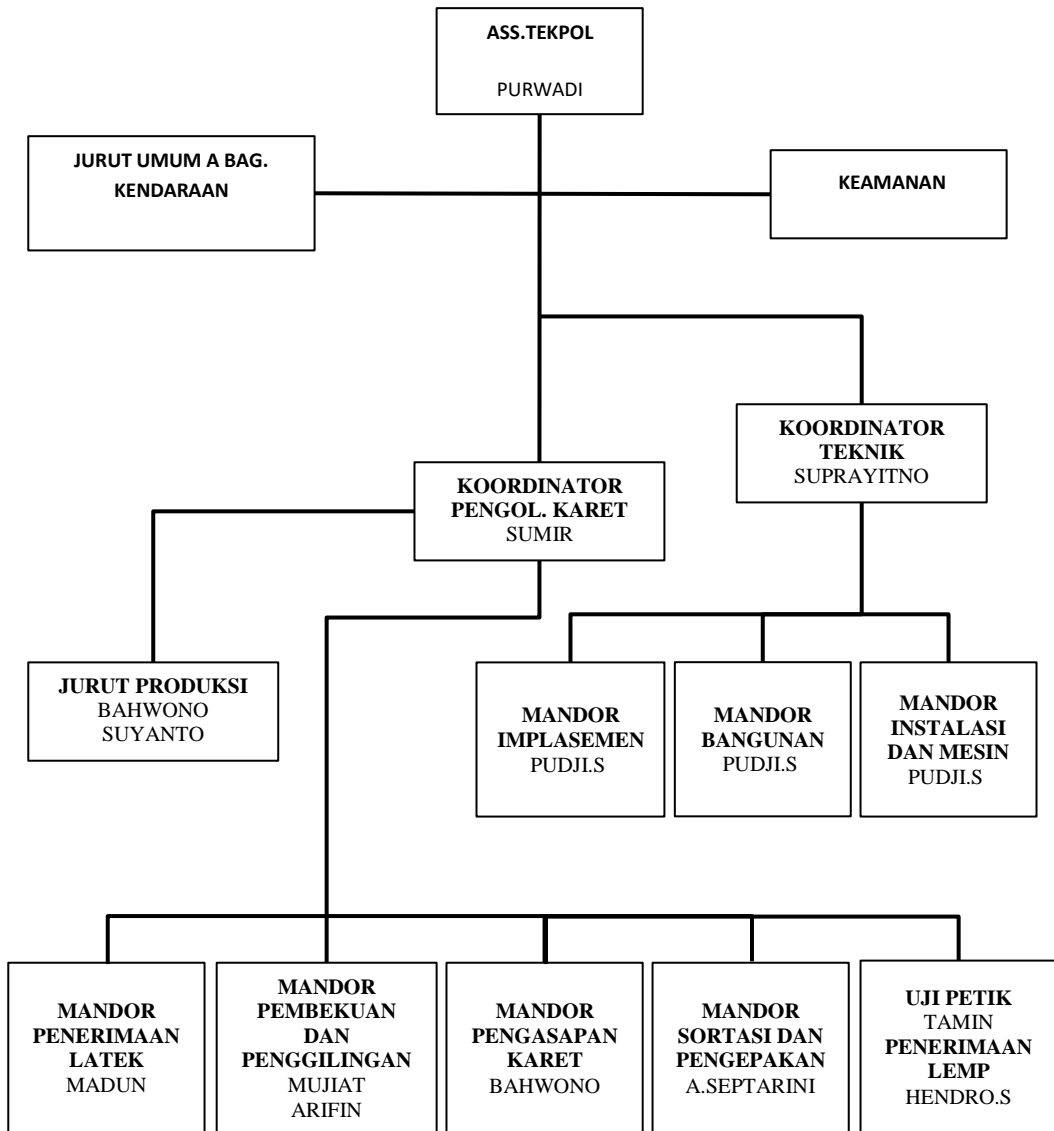 ASS.TEKPOL
PURWADI
JURUT UMUM A BAG.
KENDARAAN
KEAMANAN
KOORDINATOR
TEKNIK
SUPRAYITNO
KOORDINATOR
PENGOL. KARET
SUMIR
JURUT PRODUKSI
BAHWONO
SUYANTO
MANDOR
IMPLASEMEN
PUDJI.S
MANDOR
BANGUNAN
PUDJI.S
MANDOR
INSTALASI
DAN MESIN
PUDJI.S
MANDOR
PENERIMAAN
LATEK
MADUN
MANDOR
PEMBEKUAN
DAN
PENGGILINGAN
MUJIAT
ARIFIN
MANDOR
PENGASAPAN
KARET
BAHWONO
MANDOR
SORTASI DAN
PENGEPAKAN
A.SEPTARINI
UJI PETIK
TAMIN
PENERIMAAN
LEMP
HENDRO.S